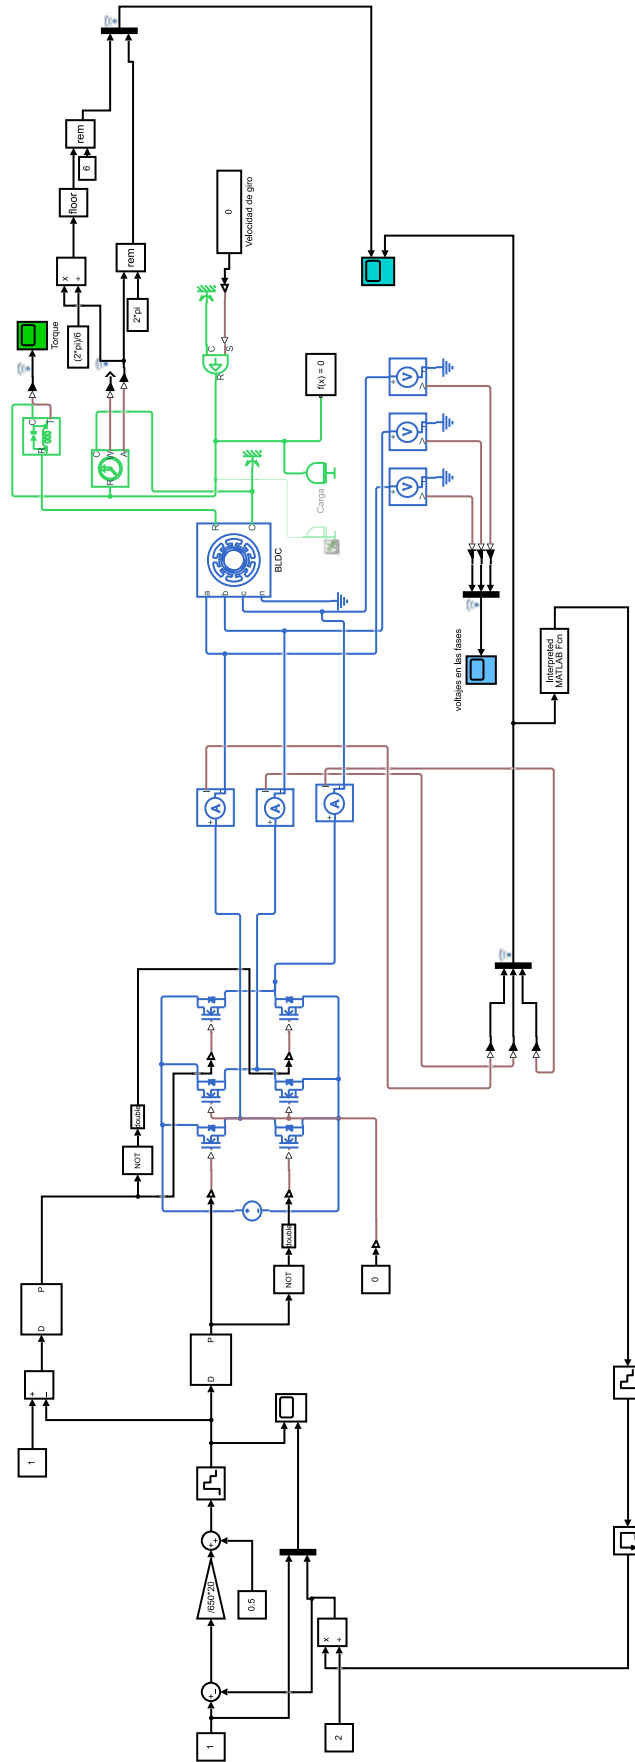 rem
6
floor
x
÷
rem
2*pi
(2*pi)/6
Torque
0
Velocidad de giro
C
S
R
f(x) = 0
C
T
R
C
W
A
R
V
+
V
+
V
+
V
V
V
Carga
R
C
BLDC
a
b
c
n
voltajes en las fases
Interpreted
MATLAB Fcn
I
A
+
I
A
+
I
A
+
double
NOT
double
NOT
P
D
P
D
0
+
−
1
/650*20
0.5
+
+
+
−
x
÷
1
2